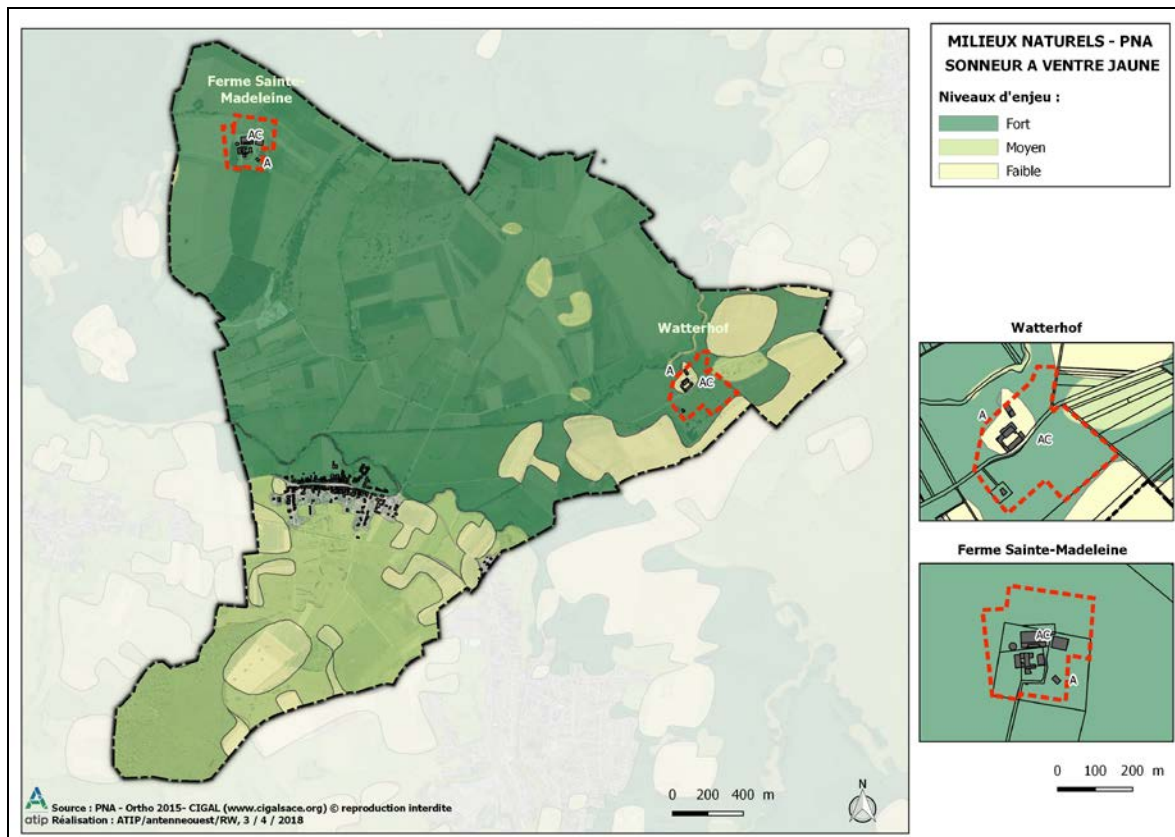 MILIEUX NATURELS - PNA
SONNEUR A VENTRE JAUNE
Niveaux d'enjeu :
Fort
Moyen
Faible
Ferme Sainte-
Madeleine
AC
A
Watterhof
A
AC
Watterhof
A
AC
Ferme Sainte-Madeleine
AC
A
0 100 200 m
N
0 200 400 m
atip
Source : PNA - Ortho 2015- CIGAL (www.cigalsace.org) © reproduction interdite
Réalisation : ATIP/antenneouest/RW, 3 / 4 / 2018